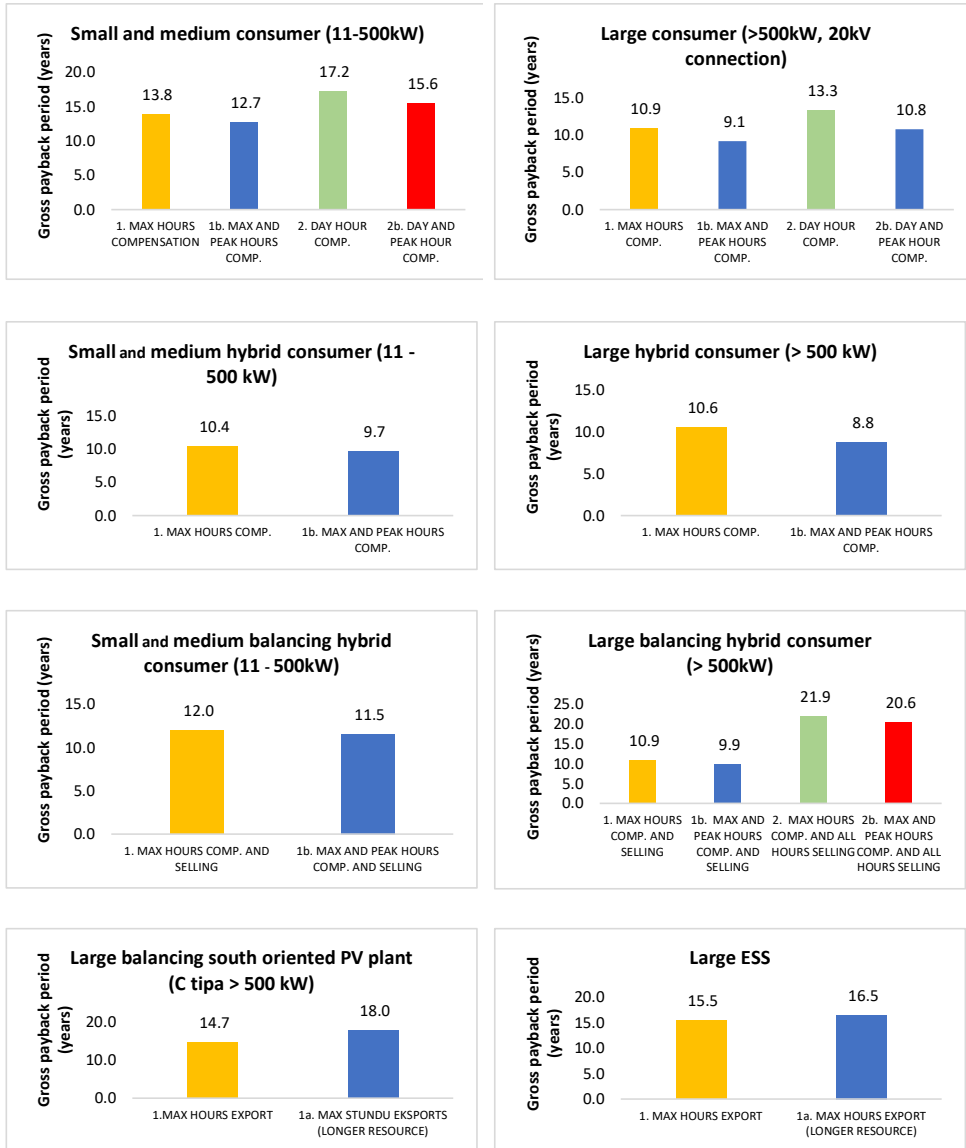 Small and medium consumer (11-500kW)
Gross payback period (years)
20.0
15.0
10.0
5.0
0.0
13.8
12.7
17.2
15.6
1. MAX HOURS
COMPENSATION
1b. MAX AND
PEAK HOURS
COMP.
2. DAY HOUR
COMP.
2b. DAY AND
PEAK HOUR
COMP.
Large consumer (>500kW, 20kV
connection)
Gross payback period (years)
15.0
10.0
5.0
0.0
10.9
9.1
13.3
10.8
1. MAX HOURS
COMP.
1b. MAX AND
PEAK HOURS
COMP.
2. DAY HOUR
COMP.
2b. DAY AND
PEAK HOUR
COMP.
Small and medium hybrid consumer (11 -
500 kW)
Gross payback period
(years)
15.0
10.0
5.0
0.0
10.4
9.7
1. MAX HOURS COMP.
1b. MAX AND PEAK HOURS
COMP.
Large hybrid consumer (> 500 kW)
Gross payback period
(years)
15.0
10.0
5.0
0.0
10.6
8.8
1. MAX HOURS COMP.
1b. MAX AND PEAK HOURS
COMP.
Small and medium balancing hybrid
consumer (11 - 500kW)
Gross payback period (years)
15.0
10.0
5.0
0.0
12.0
11.5
1. MAX HOURS COMP. AND
SELLING
1b. MAX AND PEAK HOURS
COMP. AND SELLING
Large balancing hybrid consumer
(> 500kW)
Gross payback period (years)
25.0
20.0
15.0
10.0
5.0
0.0
10.9
9.9
21.9
20.6
1. MAX HOURS
COMP. AND
SELLING
1b. MAX AND
PEAK HOURS
COMP. AND
SELLING
2. MAX HOURS
COMP. AND ALL
HOURS SELLING
2b. MAX AND
PEAK HOURS
COMP. AND ALL
HOURS SELLING
Large balancing south oriented PV plant
(C tipa > 500 kW)
Gross payback period
(years)
20.0
10.0
0.0
14.7
18.0
1.MAX HOURS EXPORT
1a. MAX STUNDU EKSPORTS
(LONGER RESOURCE)
Large ESS
Gross payback period
(years)
20.0
15.0
10.0
5.0
0.0
15.5
16.5
1. MAX HOURS EXPORT
1a. MAX HOURS EXPORT
(LONGER RESOURCE)